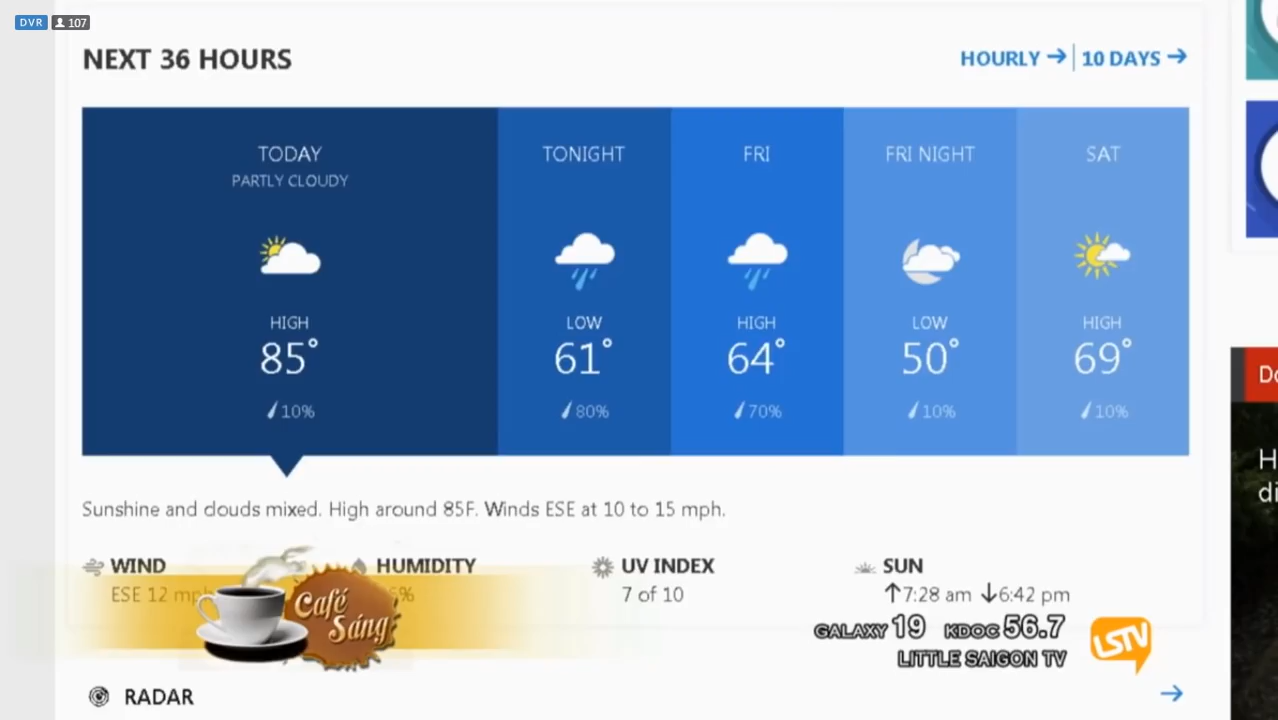 DVR 107
NEXT 36 HOURS
HOURLY → | 10 DAYS →
TODAY
PARTLY CLOUDY
HIGH
85°
10%
TONIGHT
LOW
61°
80%
FRI
HIGH
64°
70%
FRI NIGHT
LOW
50°
10%
SAT
HIGH
69°
10%
Sunshine and clouds mixed. High around 85F. Winds ESE at 10 to 15 mph.
WIND
ESE 12 mph
HUMIDITY
UV INDEX
7 of 10
SUN
↑7:28 am ↓6:42 pm
Café
Sáng
GALAXY 19 KDOC 56.7
LITTLE SAIGON TV
LSTV
RADAR →